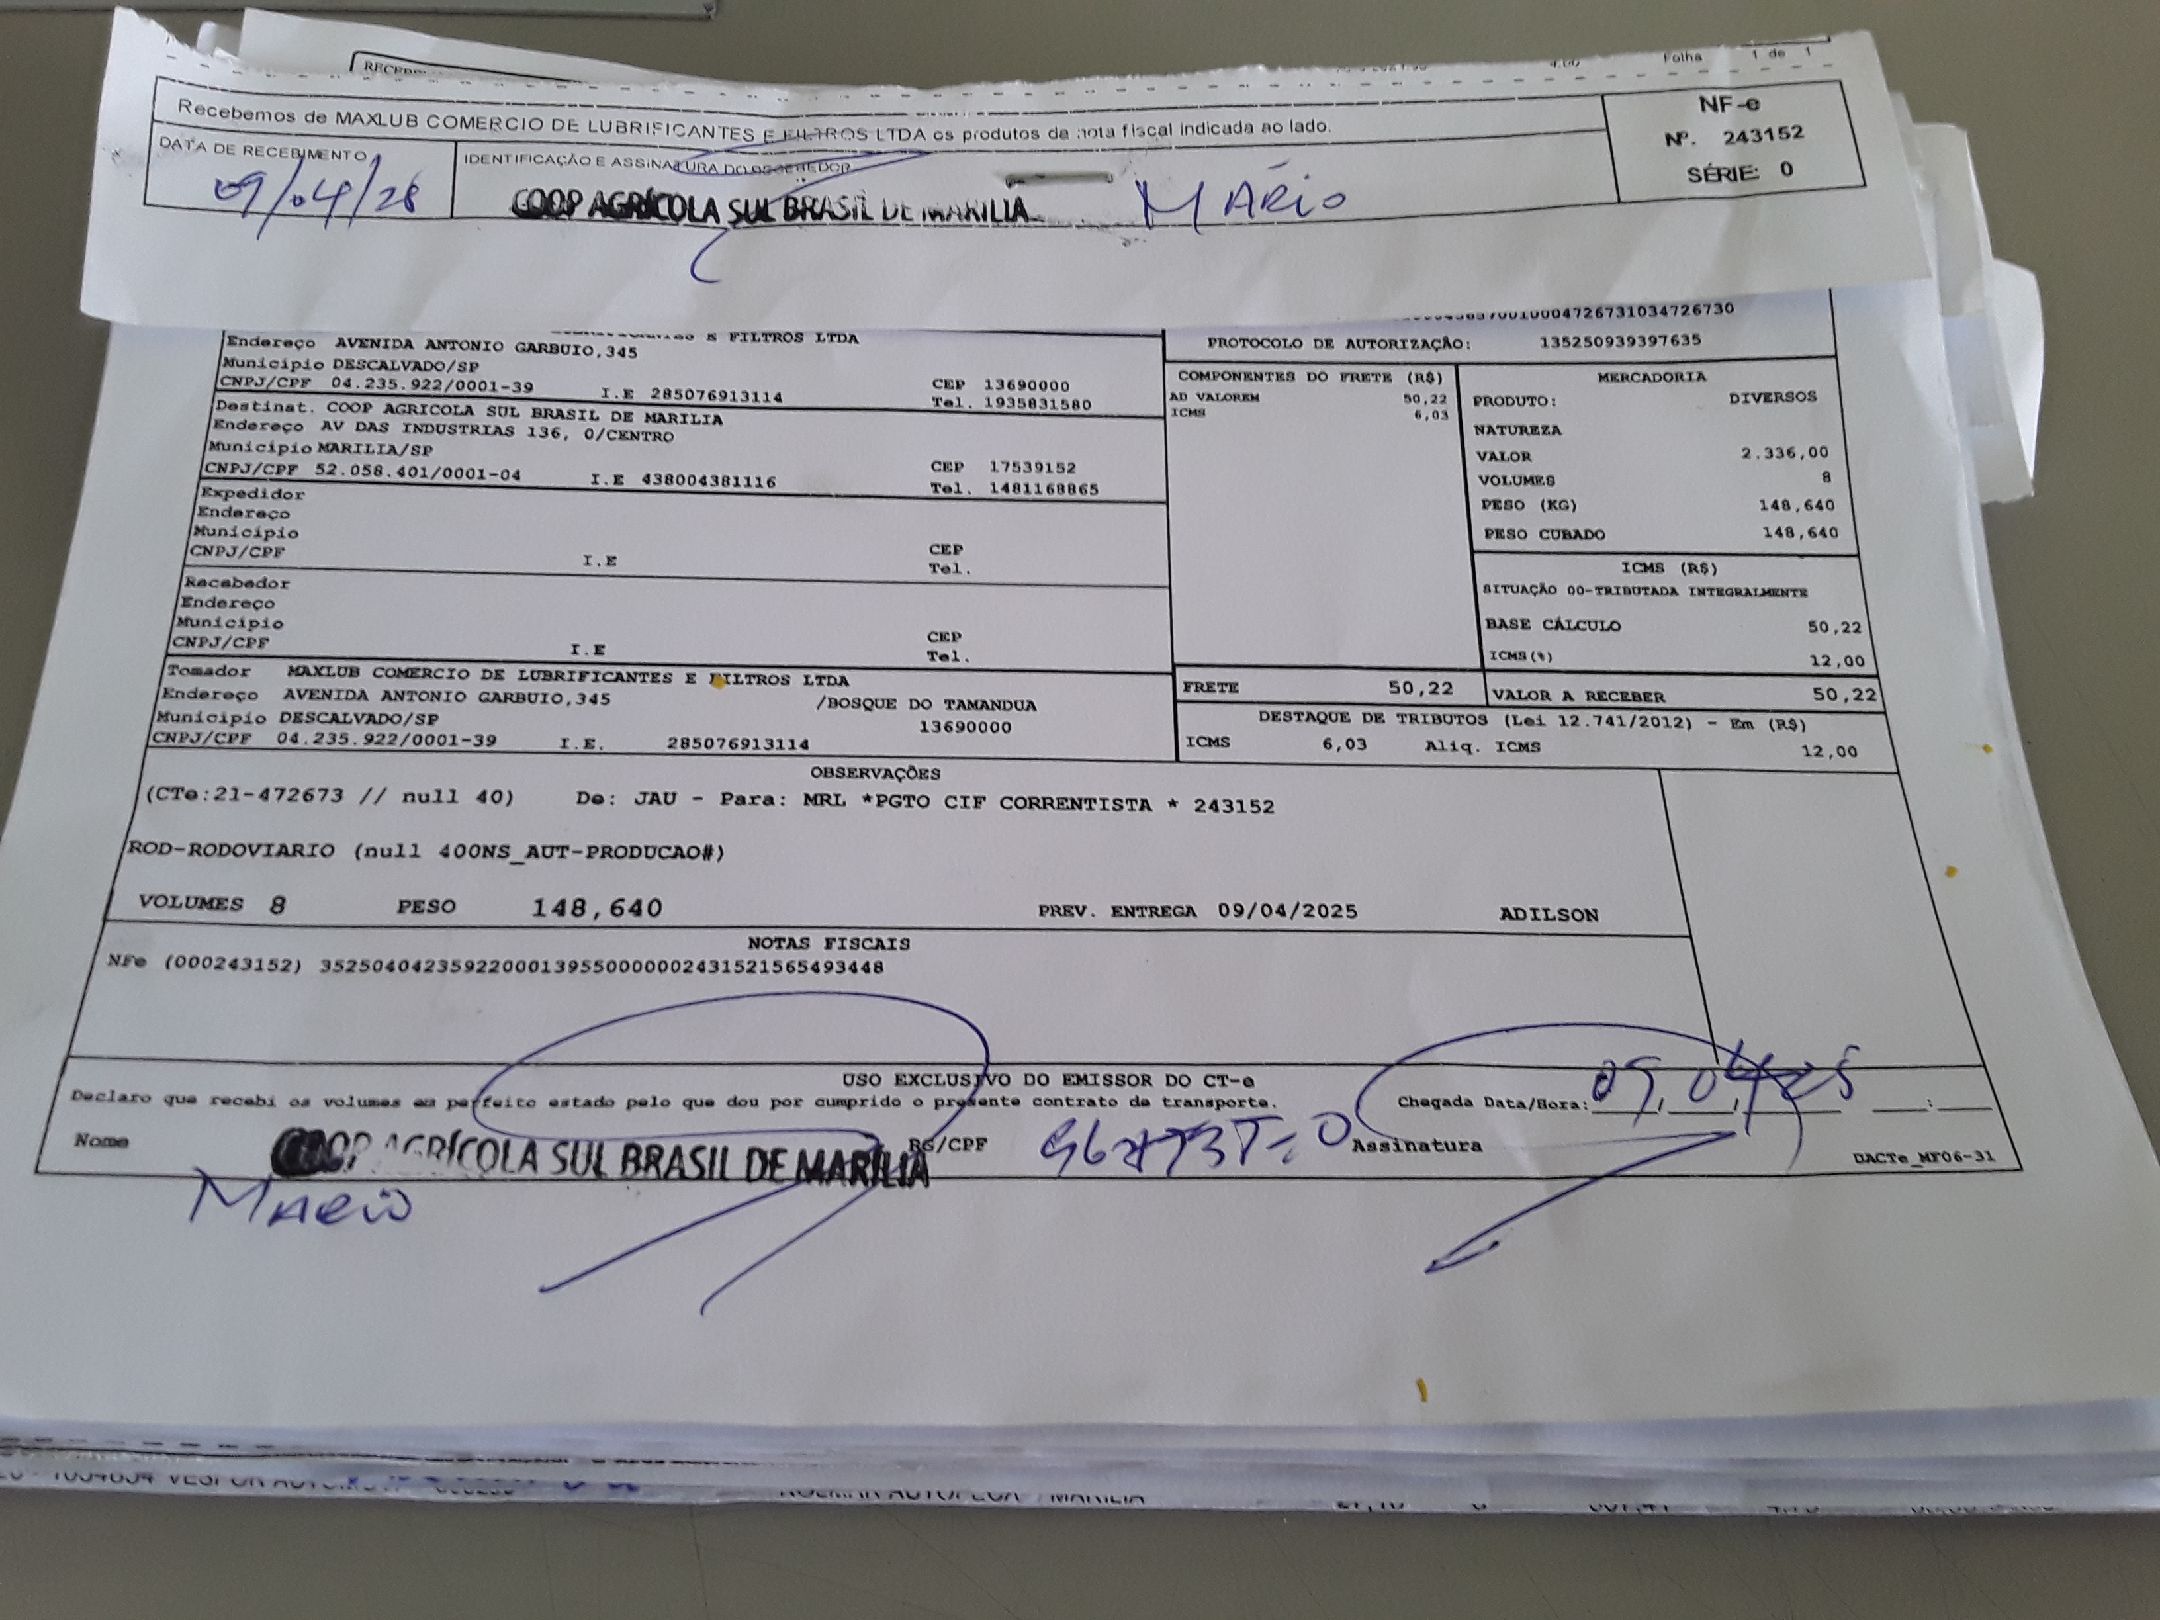 Folha 1 de 1
Recebemos de MAXLUB COMERCIO DE LUBRIFICANTES E FILTROS LTDA os produtos da nota fiscal indicada ao lado.
NF-e
Nº. 243152
SÉRIE: 0
DATA DE RECEBIMENTO
IDENTIFICAÇÃO E ASSINATURA DO RECEBEDOR
09/04/28
COOP AGRÍCOLA SUL BRASIL DE MARILIA
MÁRIO
E FILTROS LTDA
Endereço AVENIDA ANTONIO GARBUIO,345
Municipio DESCALVADO/SP
CNPJ/CPF 04.235.922/0001-39 I.E 285076913114
CEP 13690000
Tel. 1935831580
Destinat. COOP AGRICOLA SUL BRASIL DE MARILIA
Endereço AV DAS INDUSTRIAS 136, 0/CENTRO
Municipio MARILIA/SP
CNPJ/CPF 52.058.401/0001-04 I.E 438004381116
CEP 17539152
Tel. 1481168865
Expedidor
Endereço
Município
CNPJ/CPF I.E
CEP
Tel.
Recebedor
Endereço
Município
CNPJ/CPF I.E
CEP
Tel.
Tomador MAXLUB COMERCIO DE LUBRIFICANTES E FILTROS LTDA
Endereço AVENIDA ANTONIO GARBUIO,345 /BOSQUE DO TAMANDUA
Município DESCALVADO/SP 13690000
CNPJ/CPF 04.235.922/0001-39 I.E. 285076913114
PROTOCOLO DE AUTORIZAÇÃO: 135250939397635
COMPONENTES DO FRETE (R$)
AD VALOREM 50,22
ICMS 6,03
MERCADORIA
PRODUTO: DIVERSOS
NATUREZA
VALOR 2.336,00
VOLUMES 8
PESO (KG) 148,640
PESO CUBADO 148,640
ICMS (R$)
SITUAÇÃO 00-TRIBUTADA INTEGRALMENTE
BASE CÁLCULO 50,22
ICMS(%) 12,00
FRETE 50,22
VALOR A RECEBER 50,22
DESTAQUE DE TRIBUTOS (Lei 12.741/2012) - Em (R$)
ICMS 6,03 Aliq. ICMS 12,00
OBSERVAÇÕES
(CTe:21-472673 // null 40) De: JAU - Para: MRL *PGTO CIF CORRENTISTA * 243152
ROD-RODOVIARIO (null 400NS_AUT-PRODUCAO#)
VOLUMES 8 PESO 148,640 PREV. ENTREGA 09/04/2025 ADILSON
NOTAS FISCAIS
NFe (000243152) 35250404235922000139550000002431521565493448
USO EXCLUSIVO DO EMISSOR DO CT-e
Declaro que recebi os volumes em perfeito estado pelo que dou por cumprido o presente contrato de transporte.
Chegada Data/Hora: 09/04/25 __:__
Nome COOP AGRÍCOLA SUL BRASIL DE MARÍLIA RG/CPF Assinatura
DACTe_MF06-31
MARIO